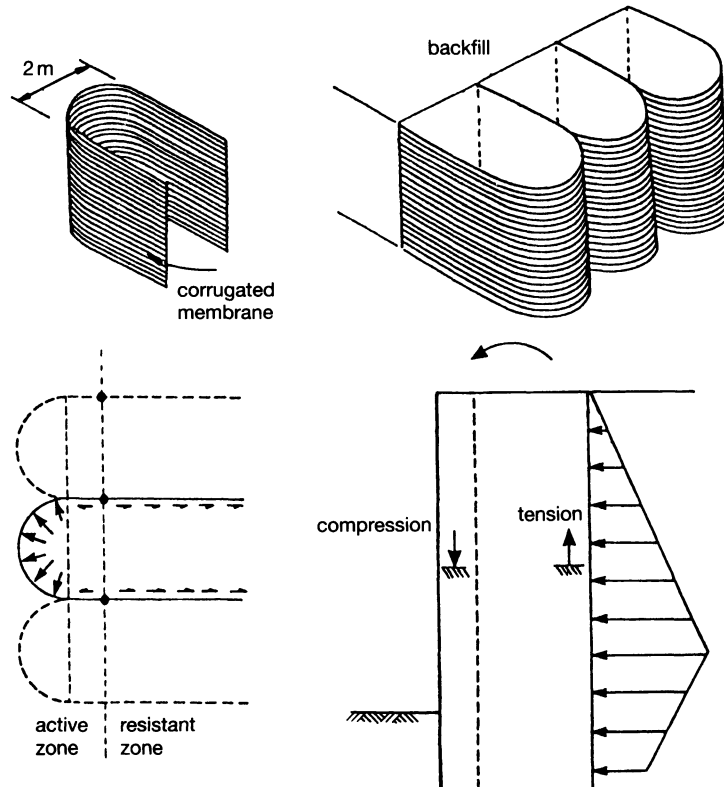 2 m
corrugated
membrane
backfill
active
zone
resistant
zone
compression
tension